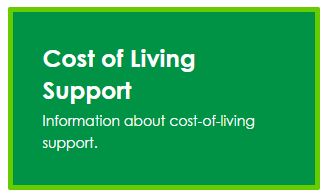 Cost of Living
Support
Information about cost-of-living
support.